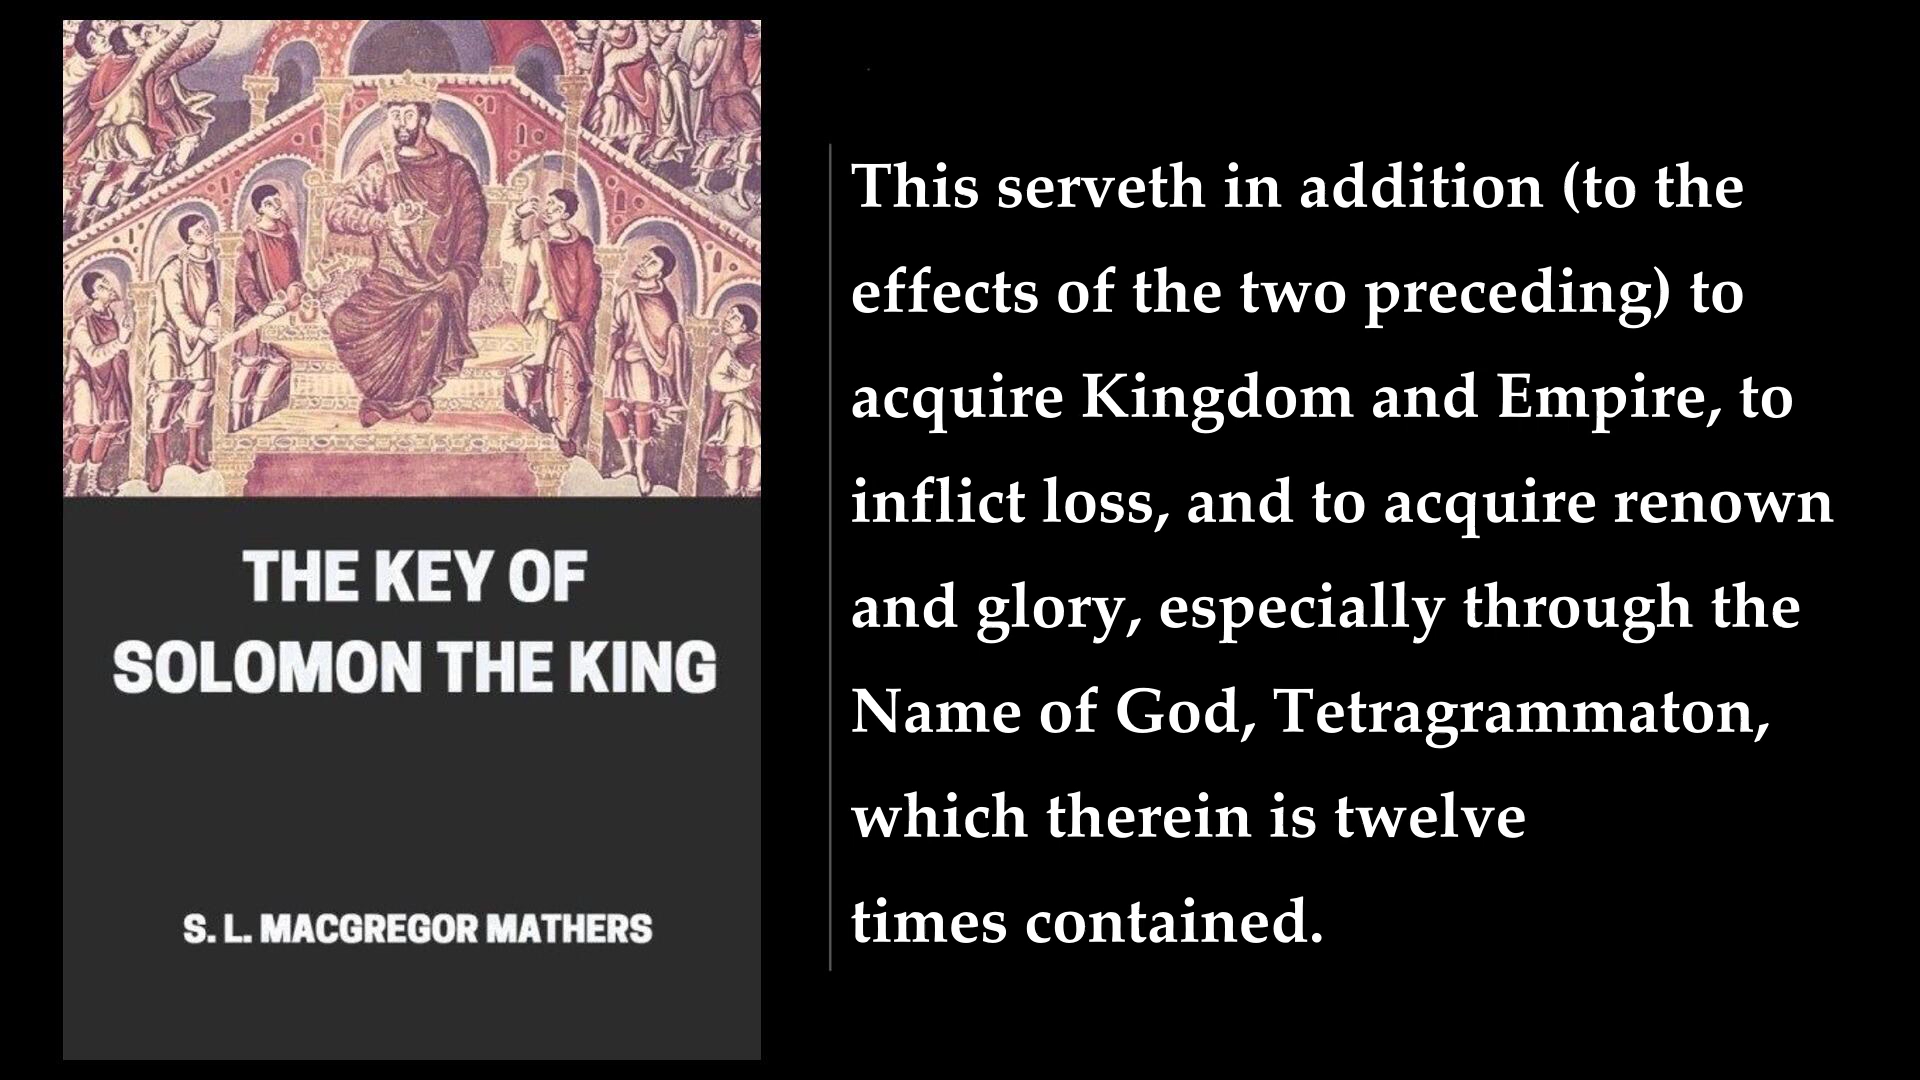 THE KEY OF
SOLOMON THE KING
S. L. MACGREGOR MATHERS
This serveth in addition (to the
effects of the two preceding) to
acquire Kingdom and Empire, to
inflict loss, and to acquire renown
and glory, especially through the
Name of God, Tetragrammaton,
which therein is twelve
times contained.